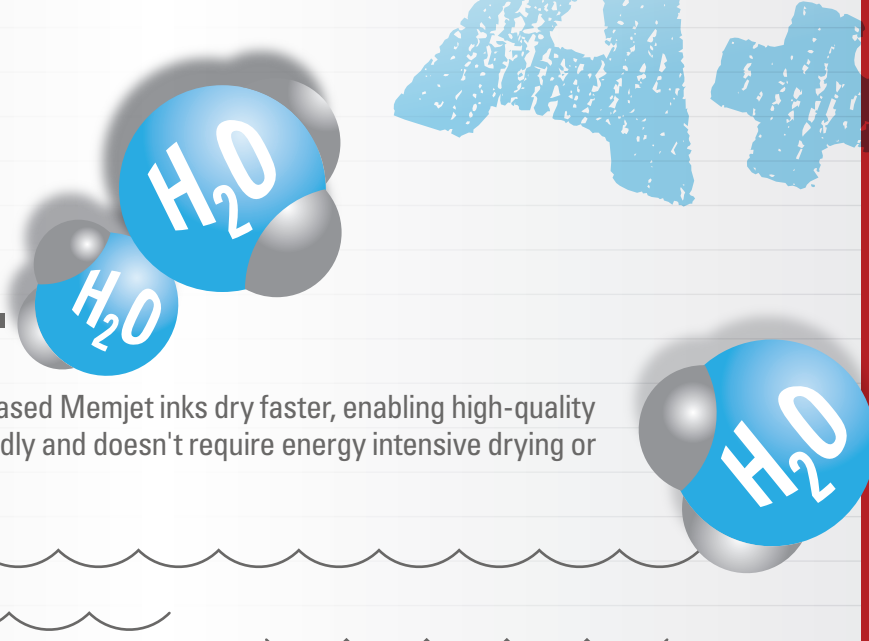 A+
H2O
H2O
ased Memjet inks dry faster, enabling high-quality
dly and doesn't require energy intensive drying or
H2O